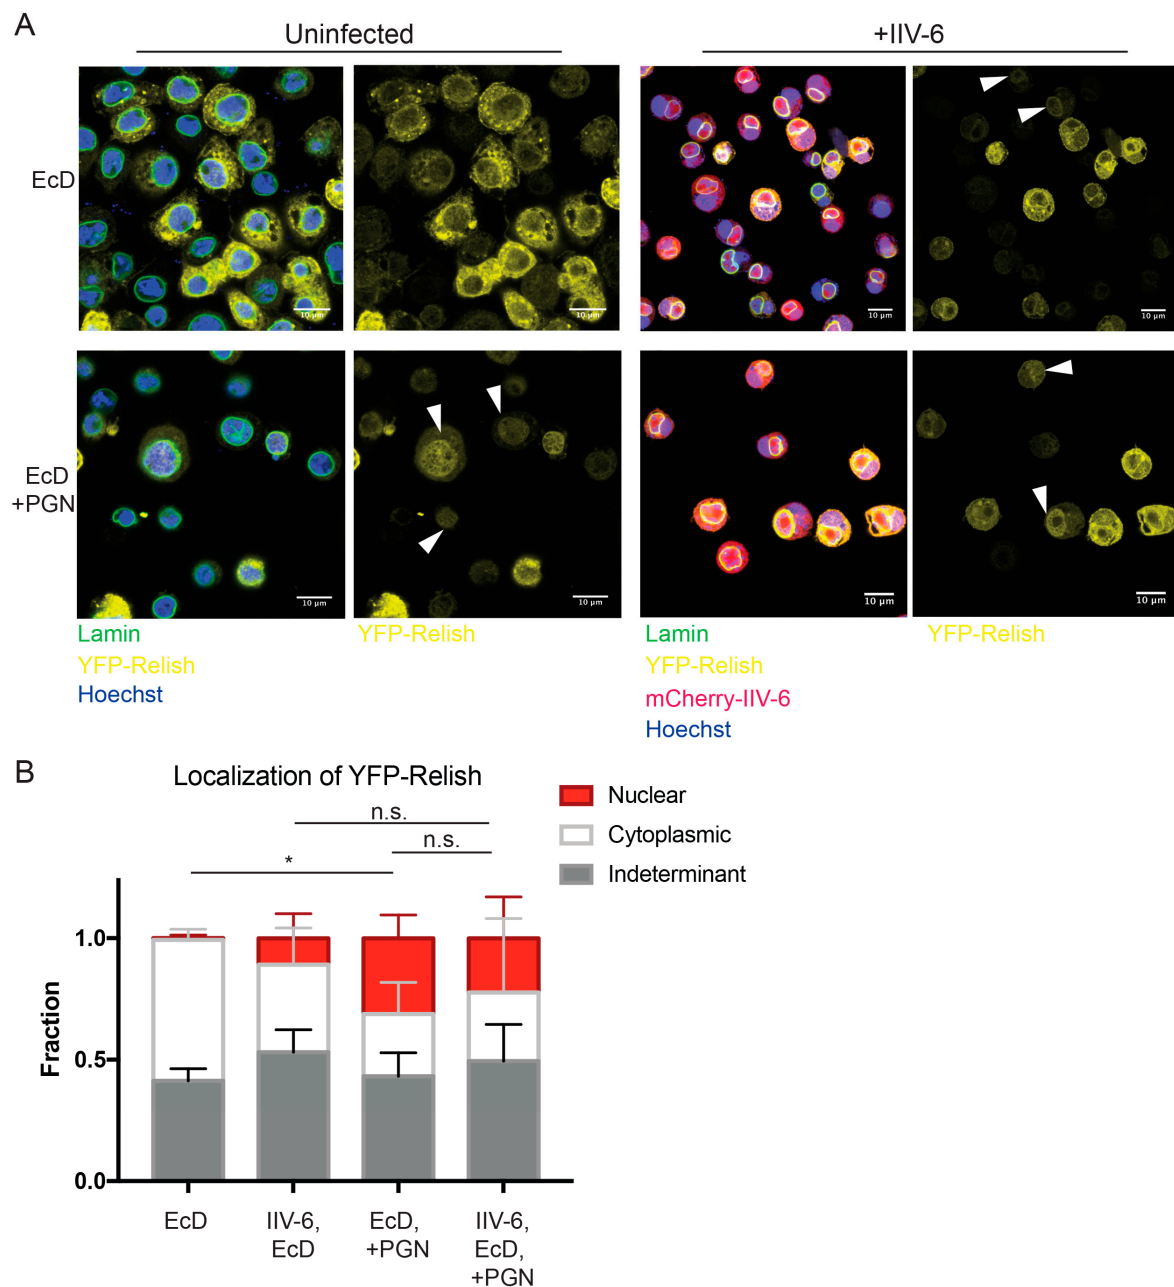 A
Uninfected
+IIV-6
EcD
10 µm
10 µm
10 µm
10 µm
EcD
+PGN
10 µm
10 µm
10 µm
10 µm
Lamin
YFP-Relish
Hoechst
YFP-Relish
Lamin
YFP-Relish
mCherry-IIV-6
Hoechst
YFP-Relish
B
Localization of YFP-Relish
n.s.
n.s.
*
Nuclear
Cytoplasmic
Indeterminant
Fraction
1.0
0.5
0.0
EcD
IIV-6,
EcD
EcD,
+PGN
IIV-6,
EcD,
+PGN